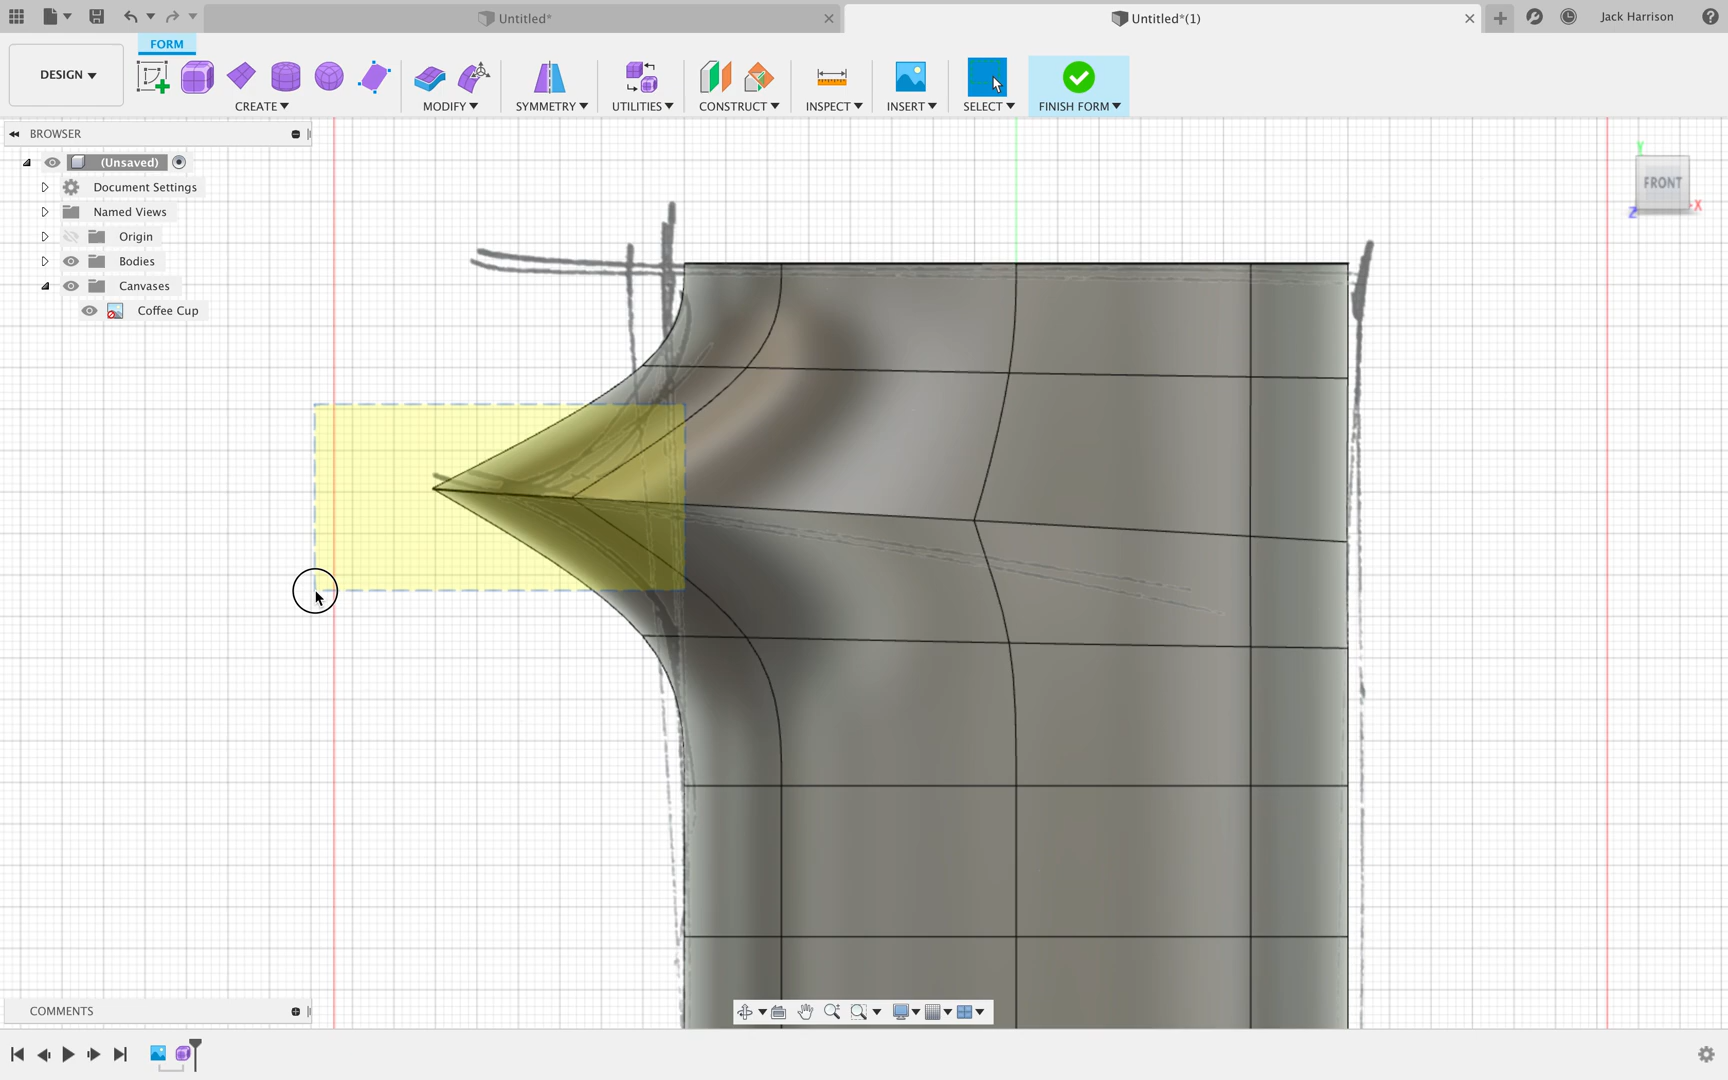 Untitled*
Untitled*(1)
Jack Harrison
FORM
DESIGN
CREATE
MODIFY
SYMMETRY
UTILITIES
CONSTRUCT
INSPECT
INSERT
SELECT
FINISH FORM
BROWSER
(Unsaved)
Document Settings
Named Views
Origin
Bodies
Canvases
Coffee Cup
Y
FRONT
Z
X
COMMENTS